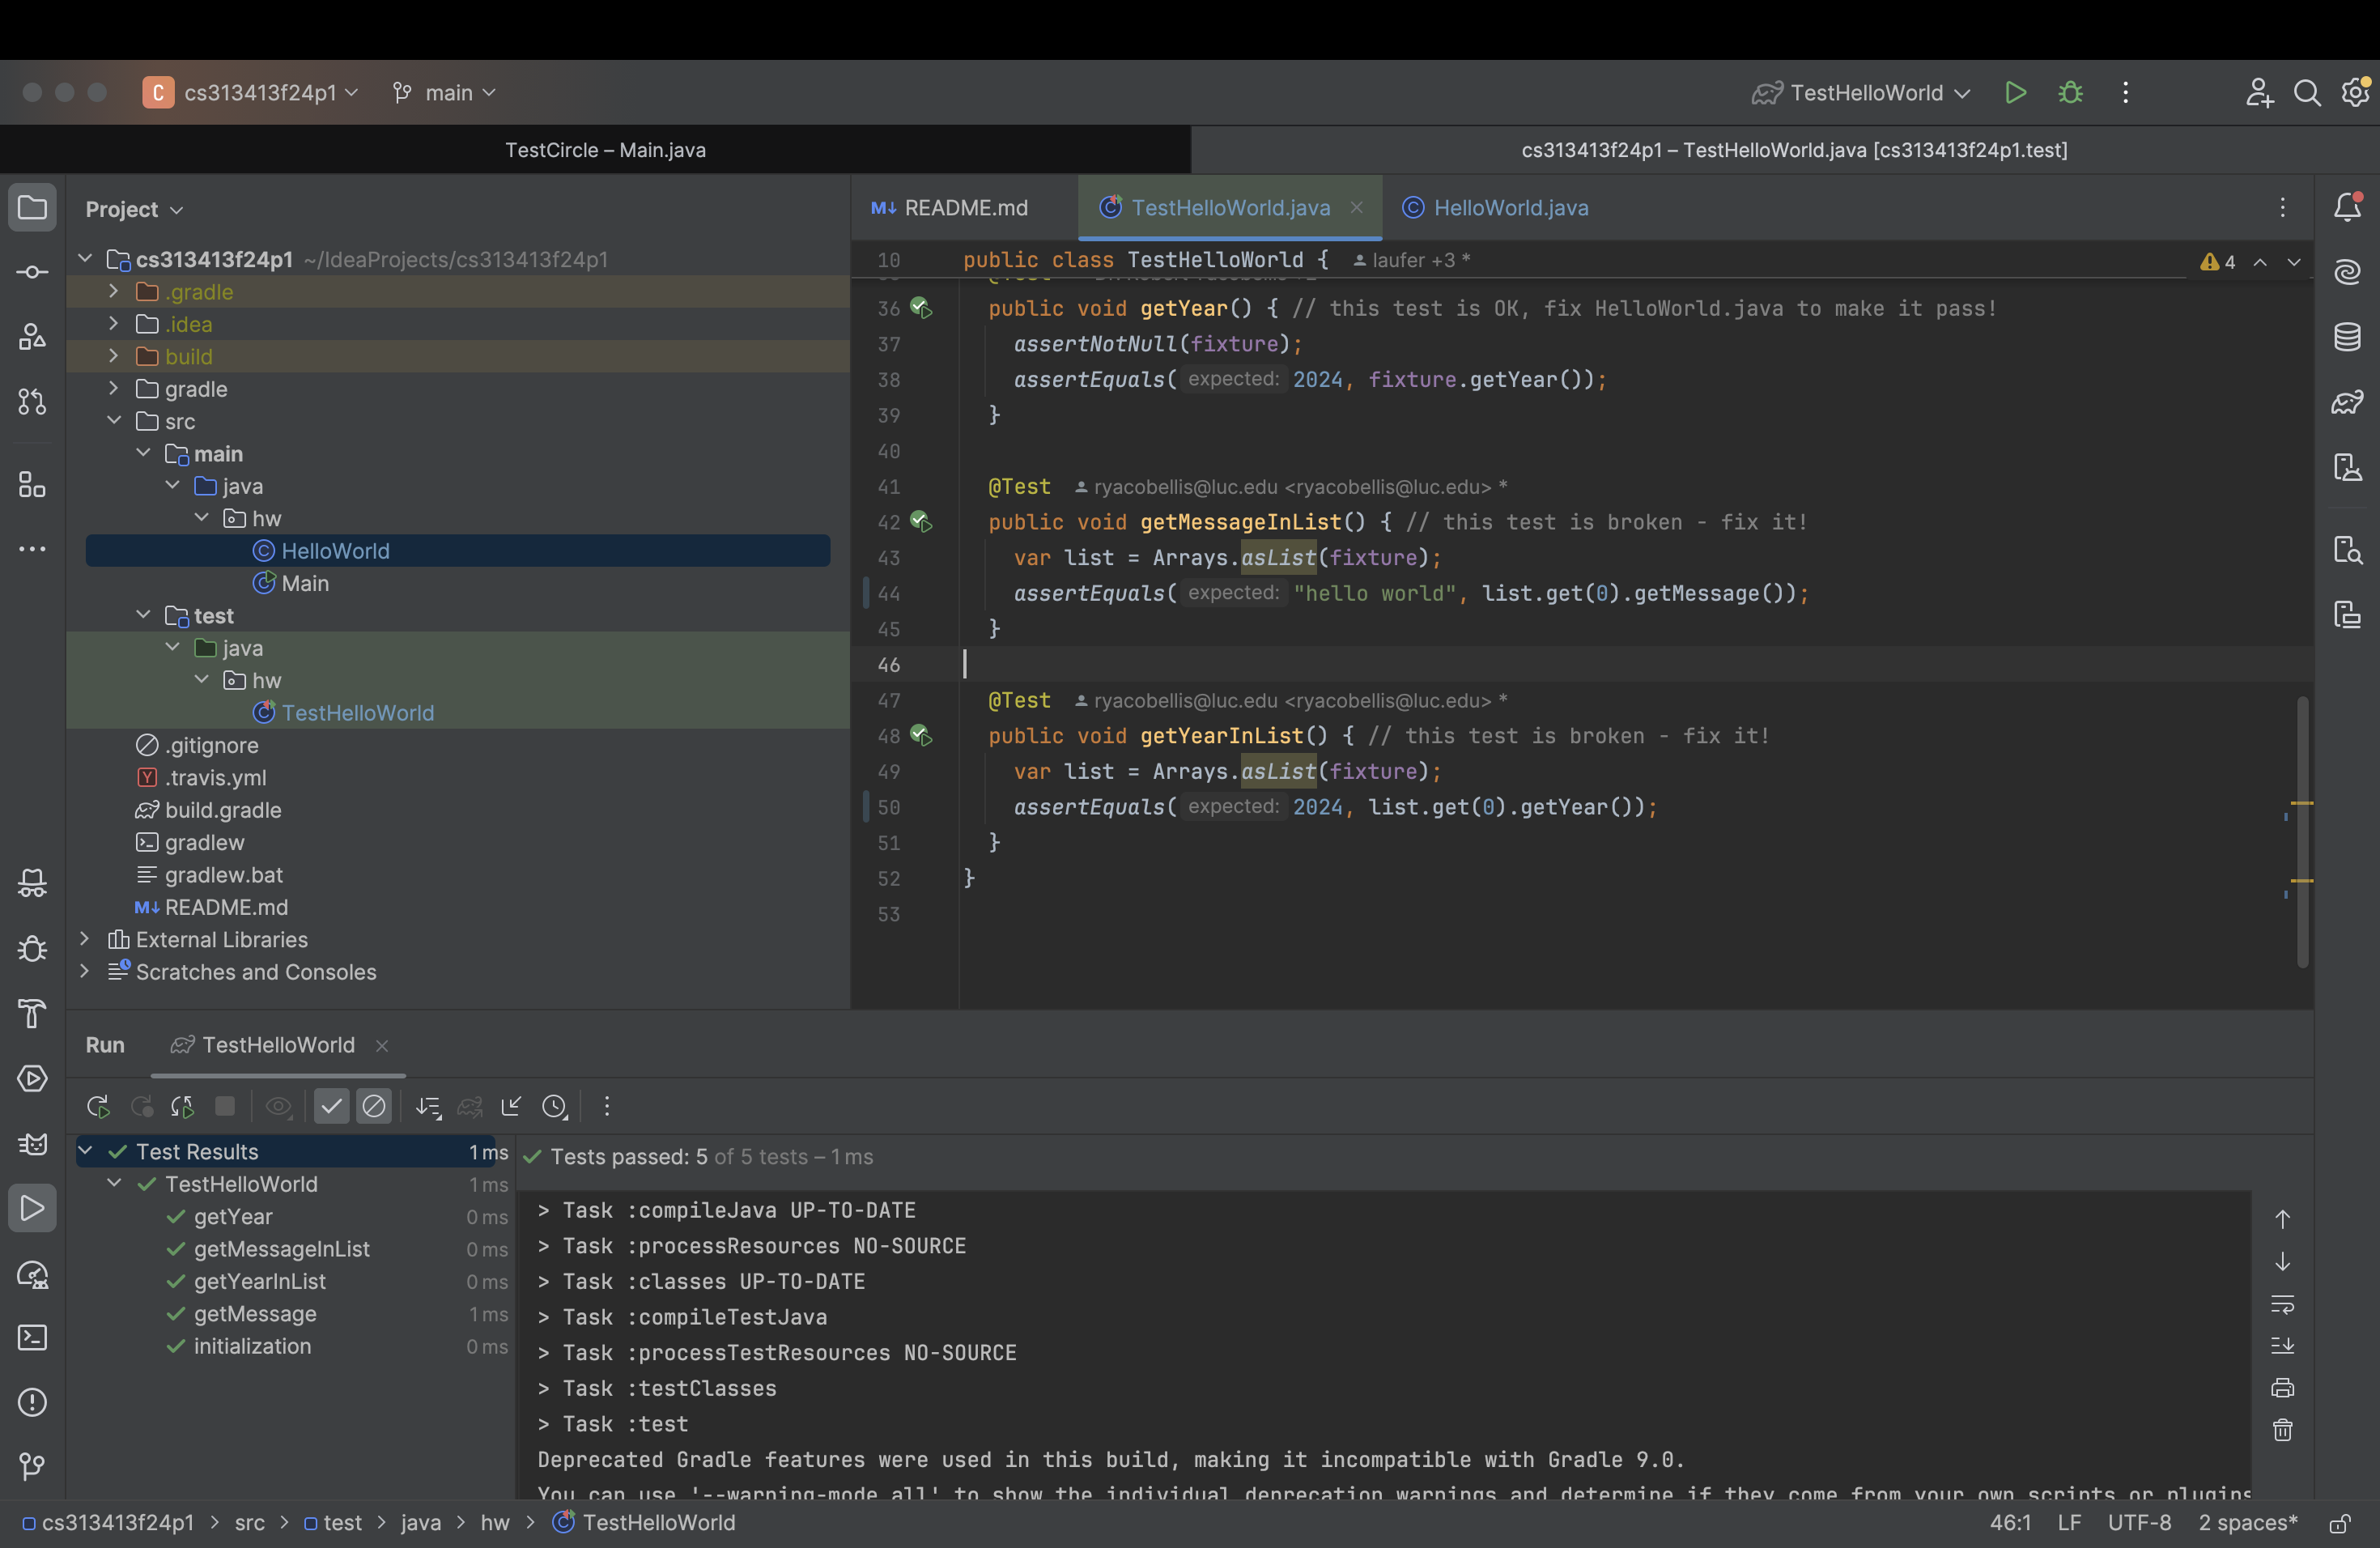 C cs313413f24p1 main TestHelloWorld
TestCircle – Main.java cs313413f24p1 – TestHelloWorld.java [cs313413f24p1.test]
Project
cs313413f24p1 ~/IdeaProjects/cs313413f24p1
.gradle
.idea
build
gradle
src
main
java
hw
HelloWorld
Main
test
java
hw
TestHelloWorld
.gitignore
.travis.yml
build.gradle
gradlew
gradlew.bat
README.md
External Libraries
Scratches and Consoles
README.md TestHelloWorld.java HelloWorld.java
10 public class TestHelloWorld { laufer +3 * 4
36 public void getYear() { // this test is OK, fix HelloWorld.java to make it pass!
37 assertNotNull(fixture);
38 assertEquals( expected: 2024, fixture.getYear());
39 }
40
41 @Test ryacobellis@luc.edu <ryacobellis@luc.edu> *
42 public void getMessageInList() { // this test is broken - fix it!
43 var list = Arrays.asList(fixture);
44 assertEquals( expected: "hello world", list.get(0).getMessage());
45 }
46
47 @Test ryacobellis@luc.edu <ryacobellis@luc.edu> *
48 public void getYearInList() { // this test is broken - fix it!
49 var list = Arrays.asList(fixture);
50 assertEquals( expected: 2024, list.get(0).getYear());
51 }
52 }
53
Run TestHelloWorld
Test Results 1 ms
TestHelloWorld 1 ms
getYear 0 ms
getMessageInList 0 ms
getYearInList 0 ms
getMessage 1 ms
initialization 0 ms
Tests passed: 5 of 5 tests – 1 ms
> Task :compileJava UP-TO-DATE
> Task :processResources NO-SOURCE
> Task :classes UP-TO-DATE
> Task :compileTestJava
> Task :processTestResources NO-SOURCE
> Task :testClasses
> Task :test
Deprecated Gradle features were used in this build, making it incompatible with Gradle 9.0.
You can use '--warning-mode all' to show the individual deprecation warnings and determine if they come from your own scripts or plugins
cs313413f24p1 > src > test > java > hw > TestHelloWorld 46:1 LF UTF-8 2 spaces*